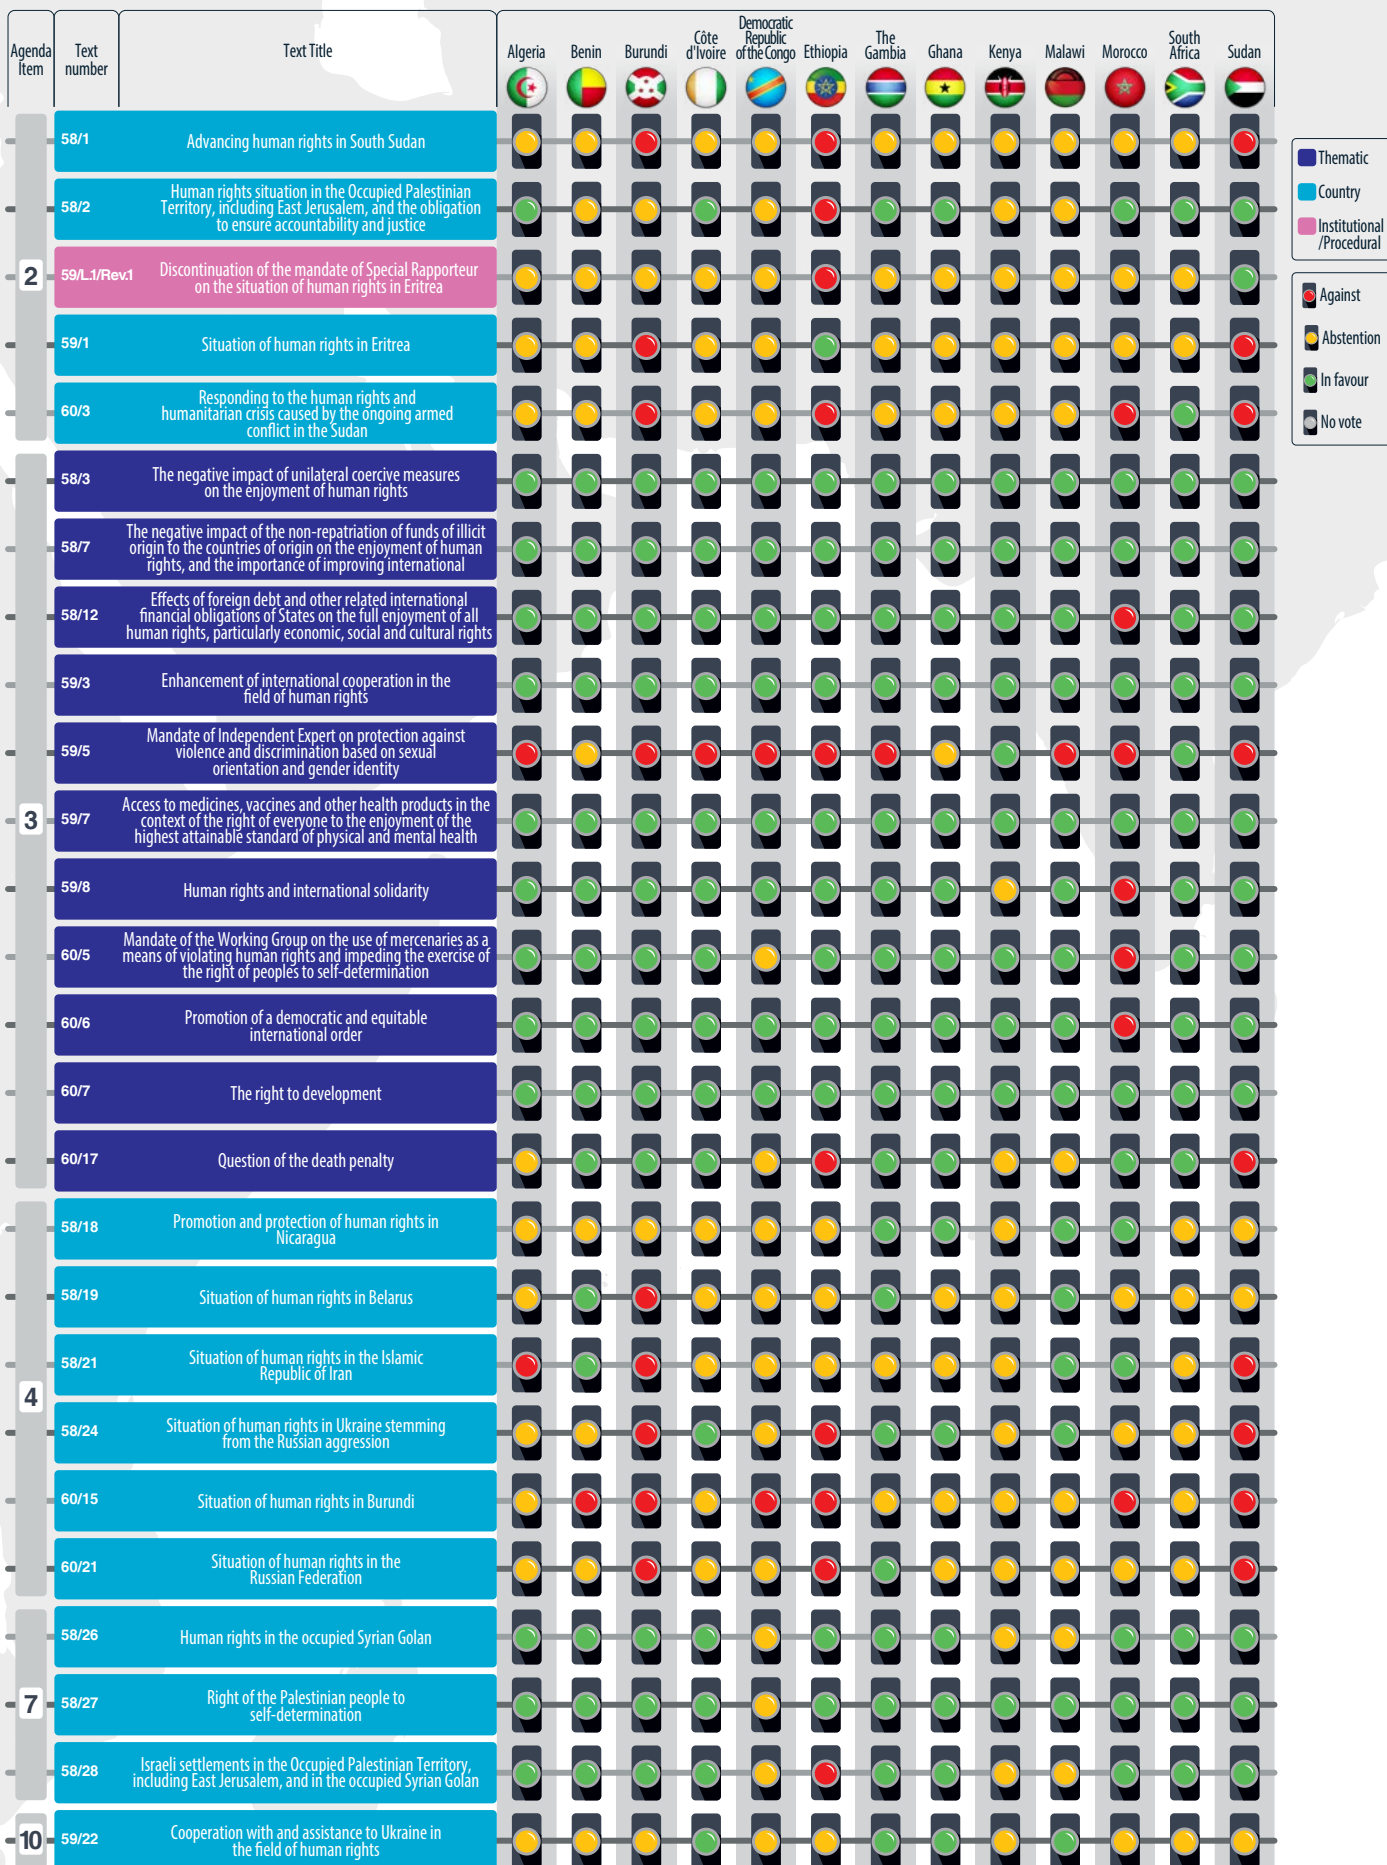 Agenda
Item
Text
number
Text Title
Algeria
Benin
Burundi
Côte
d'Ivoire
Democratic
Republic
of the Congo
Ethiopia
The
Gambia
Ghana
Kenya
Malawi
Morocco
South
Africa
Sudan
2
58/1
Advancing human rights in South Sudan
58/2
Human rights situation in the Occupied Palestinian
Territory, including East Jerusalem, and the obligation
to ensure accountability and justice
59/L.1/Rev.1
Discontinuation of the mandate of Special Rapporteur
on the situation of human rights in Eritrea
59/1
Situation of human rights in Eritrea
60/3
Responding to the human rights and
humanitarian crisis caused by the ongoing armed
conflict in the Sudan
3
58/3
The negative impact of unilateral coercive measures
on the enjoyment of human rights
58/7
The negative impact of the non-repatriation of funds of illicit
origin to the countries of origin on the enjoyment of human
rights, and the importance of improving international
58/12
Effects of foreign debt and other related international
financial obligations of States on the full enjoyment of all
human rights, particularly economic, social and cultural rights
59/3
Enhancement of international cooperation in the
field of human rights
59/5
Mandate of Independent Expert on protection against
violence and discrimination based on sexual
orientation and gender identity
59/7
Access to medicines, vaccines and other health products in the
context of the right of everyone to the enjoyment of the
highest attainable standard of physical and mental health
59/8
Human rights and international solidarity
60/5
Mandate of the Working Group on the use of mercenaries as a
means of violating human rights and impeding the exercise of
the right of peoples to self-determination
60/6
Promotion of a democratic and equitable
international order
60/7
The right to development
60/17
Question of the death penalty
4
58/18
Promotion and protection of human rights in
Nicaragua
58/19
Situation of human rights in Belarus
58/21
Situation of human rights in the Islamic
Republic of Iran
58/24
Situation of human rights in Ukraine stemming
from the Russian aggression
60/15
Situation of human rights in Burundi
60/21
Situation of human rights in the
Russian Federation
7
58/26
Human rights in the occupied Syrian Golan
58/27
Right of the Palestinian people to
self-determination
58/28
Israeli settlements in the Occupied Palestinian Territory,
including East Jerusalem, and in the occupied Syrian Golan
10
59/22
Cooperation with and assistance to Ukraine in
the field of human rights
Thematic
Country
Institutional
/Procedural
Against
Abstention
In favour
No vote